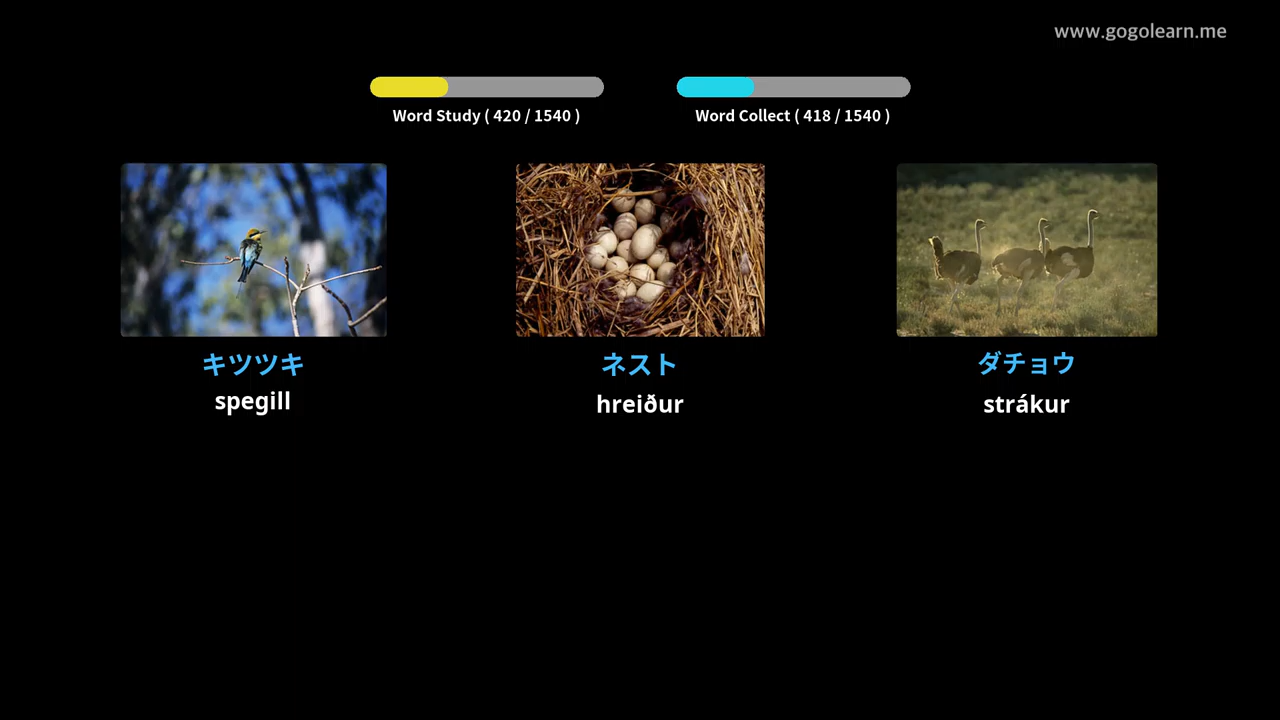 www.gogolearn.me
Word Study ( 420 / 1540 )
Word Collect ( 418 / 1540 )
キツツキ
spegill
ネスト
hreiður
ダチョウ
strákur